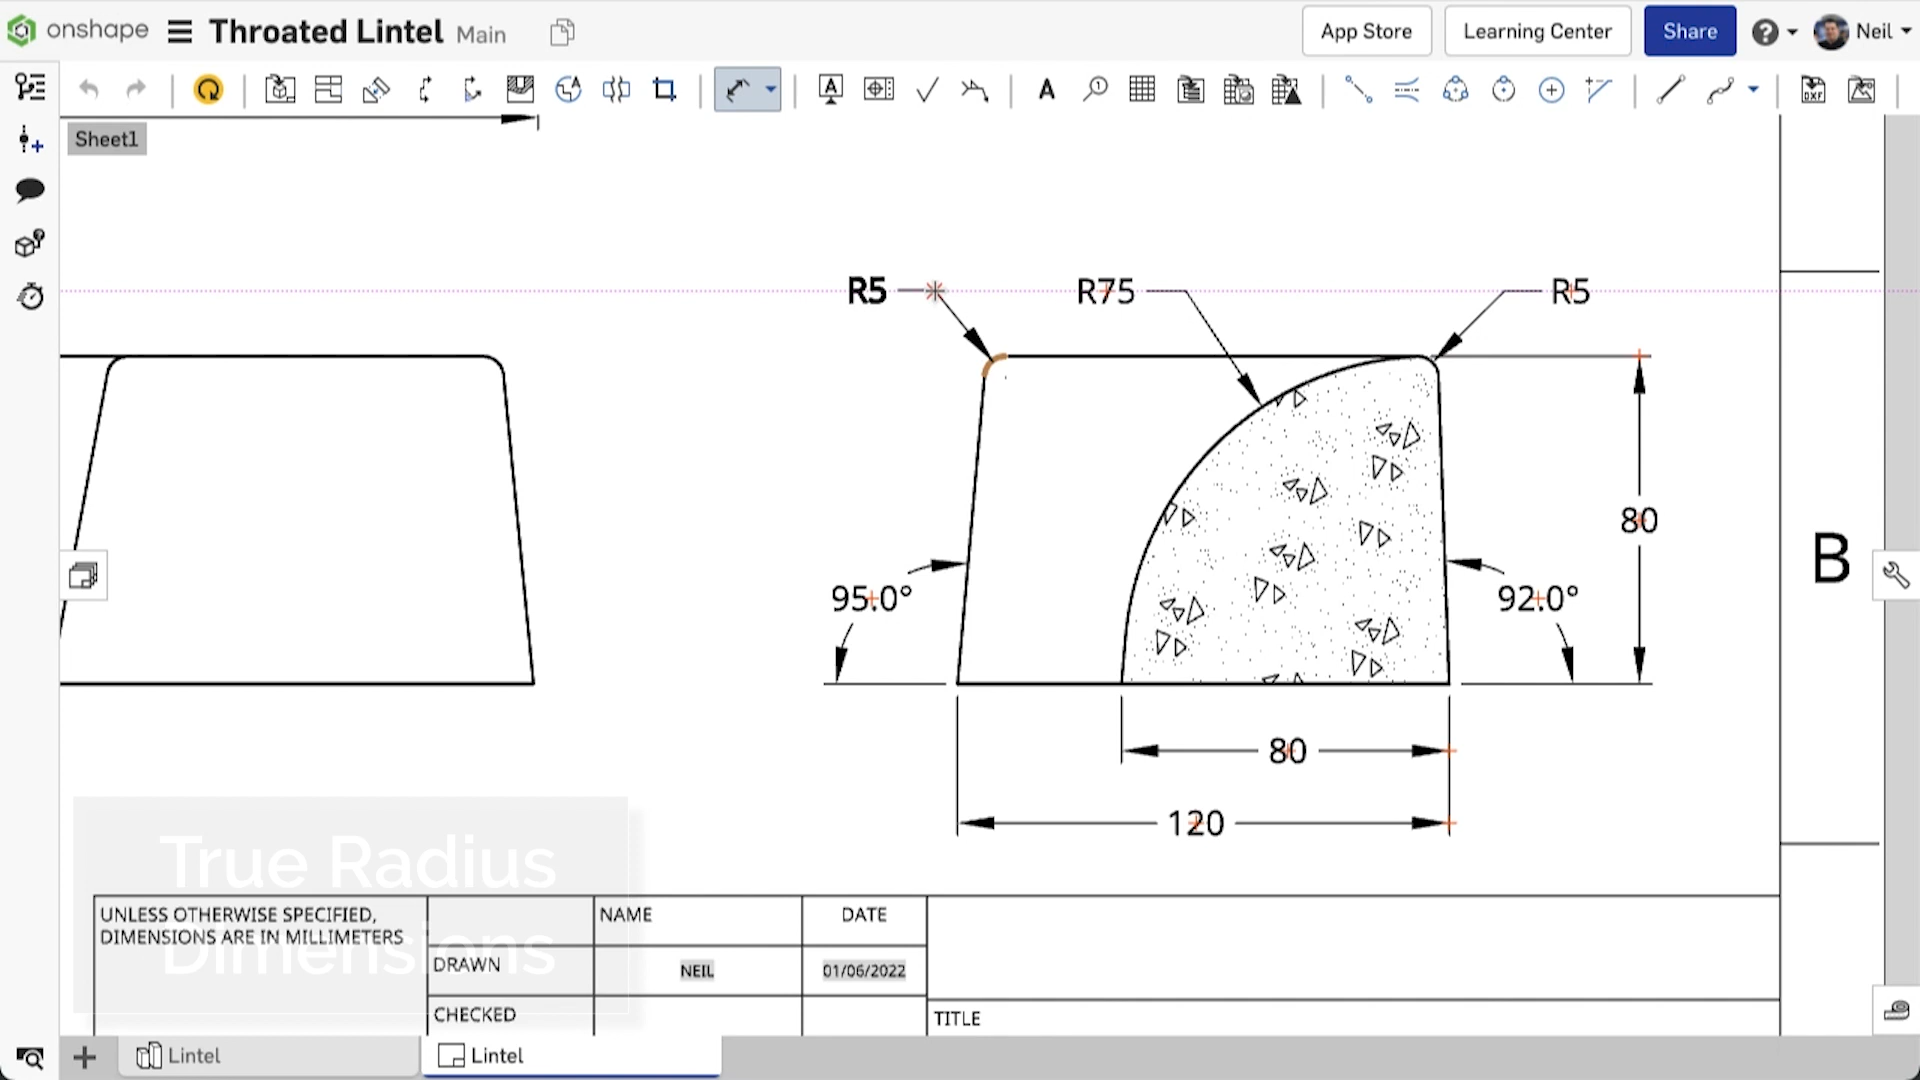 onshape Throated Lintel Main App Store Learning Center Share Neil
Sheet1
R5 R75 R5
80
B
95.0° 92.0°
80
120
True Radius
Dimensions
UNLESS OTHERWISE SPECIFIED,
DIMENSIONS ARE IN MILLIMETERS
NAME DATE
DRAWN NEIL 01/06/2022
CHECKED
TITLE
Lintel Lintel